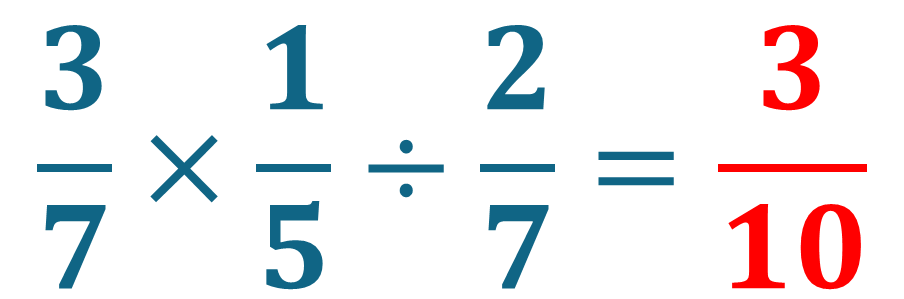 3/7 × 1/5 ÷ 2/7 = 3/10